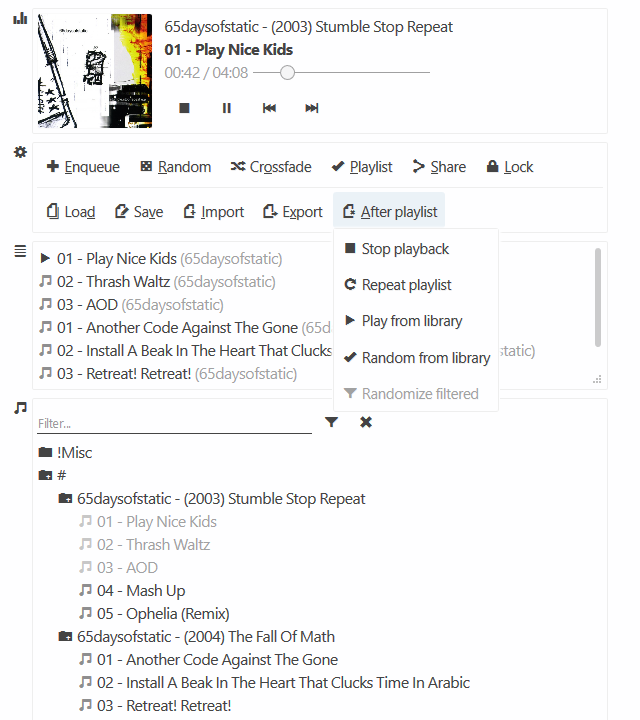 65daysofstatic - (2003) Stumble Stop Repeat
01 - Play Nice Kids
00:42 / 04:08
Enqueue Random Crossfade Playlist Share Lock
Load Save Import Export After playlist
Stop playback
Repeat playlist
Play from library
Random from library
Randomize filtered
01 - Play Nice Kids (65daysofstatic)
02 - Thrash Waltz (65daysofstatic)
03 - AOD (65daysofstatic)
01 - Another Code Against The Gone (65d
02 - Install A Beak In The Heart That Clucks static)
03 - Retreat! Retreat! (65daysofstatic)
Filter...
!Misc
#
65daysofstatic - (2003) Stumble Stop Repeat
01 - Play Nice Kids
02 - Thrash Waltz
03 - AOD
04 - Mash Up
05 - Ophelia (Remix)
65daysofstatic - (2004) The Fall Of Math
01 - Another Code Against The Gone
02 - Install A Beak In The Heart That Clucks Time In Arabic
03 - Retreat! Retreat!